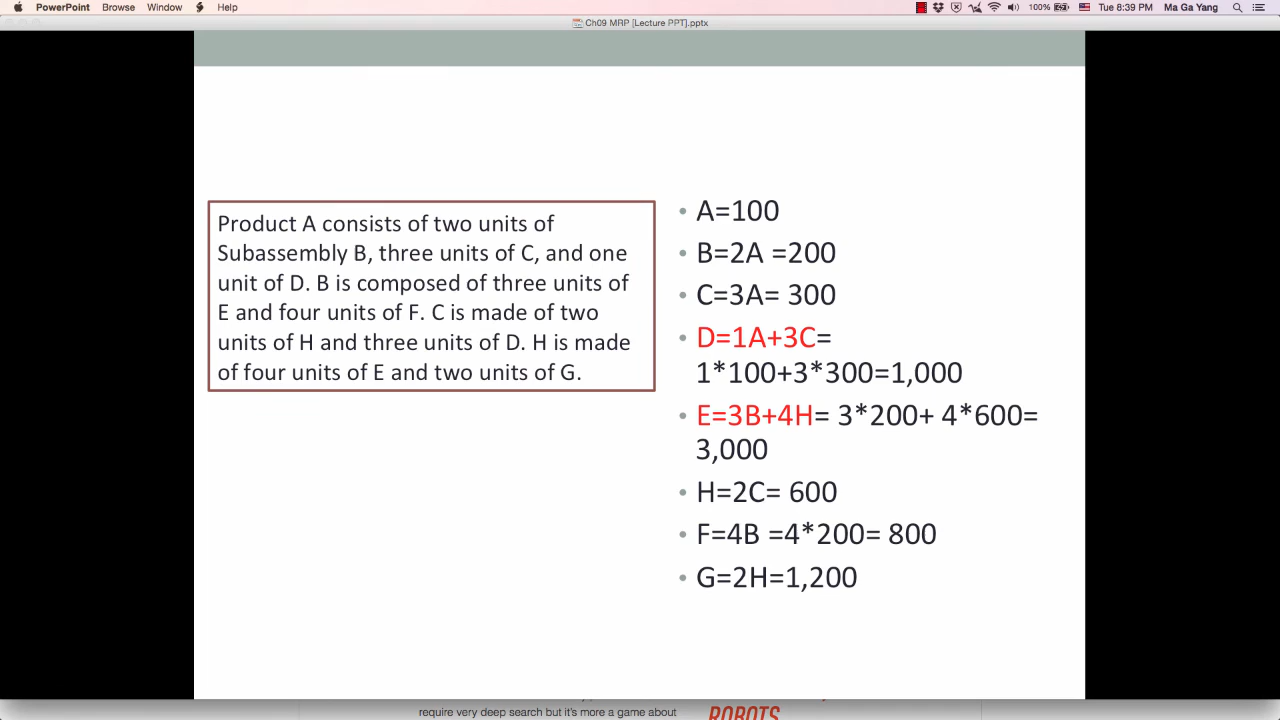 PowerPoint Browse Window Help 100% Tue 8:39 PM Ma Ga Yang
Ch09 MRP [Lecture PPT].pptx
Product A consists of two units of
Subassembly B, three units of C, and one
unit of D. B is composed of three units of
E and four units of F. C is made of two
units of H and three units of D. H is made
of four units of E and two units of G.
• A=100
• B=2A =200
• C=3A= 300
• D=1A+3C=
1*100+3*300=1,000
• E=3B+4H= 3*200+ 4*600=
3,000
• H=2C= 600
• F=4B =4*200= 800
• G=2H=1,200
require very deep search but it's more a game about
ROBOTS